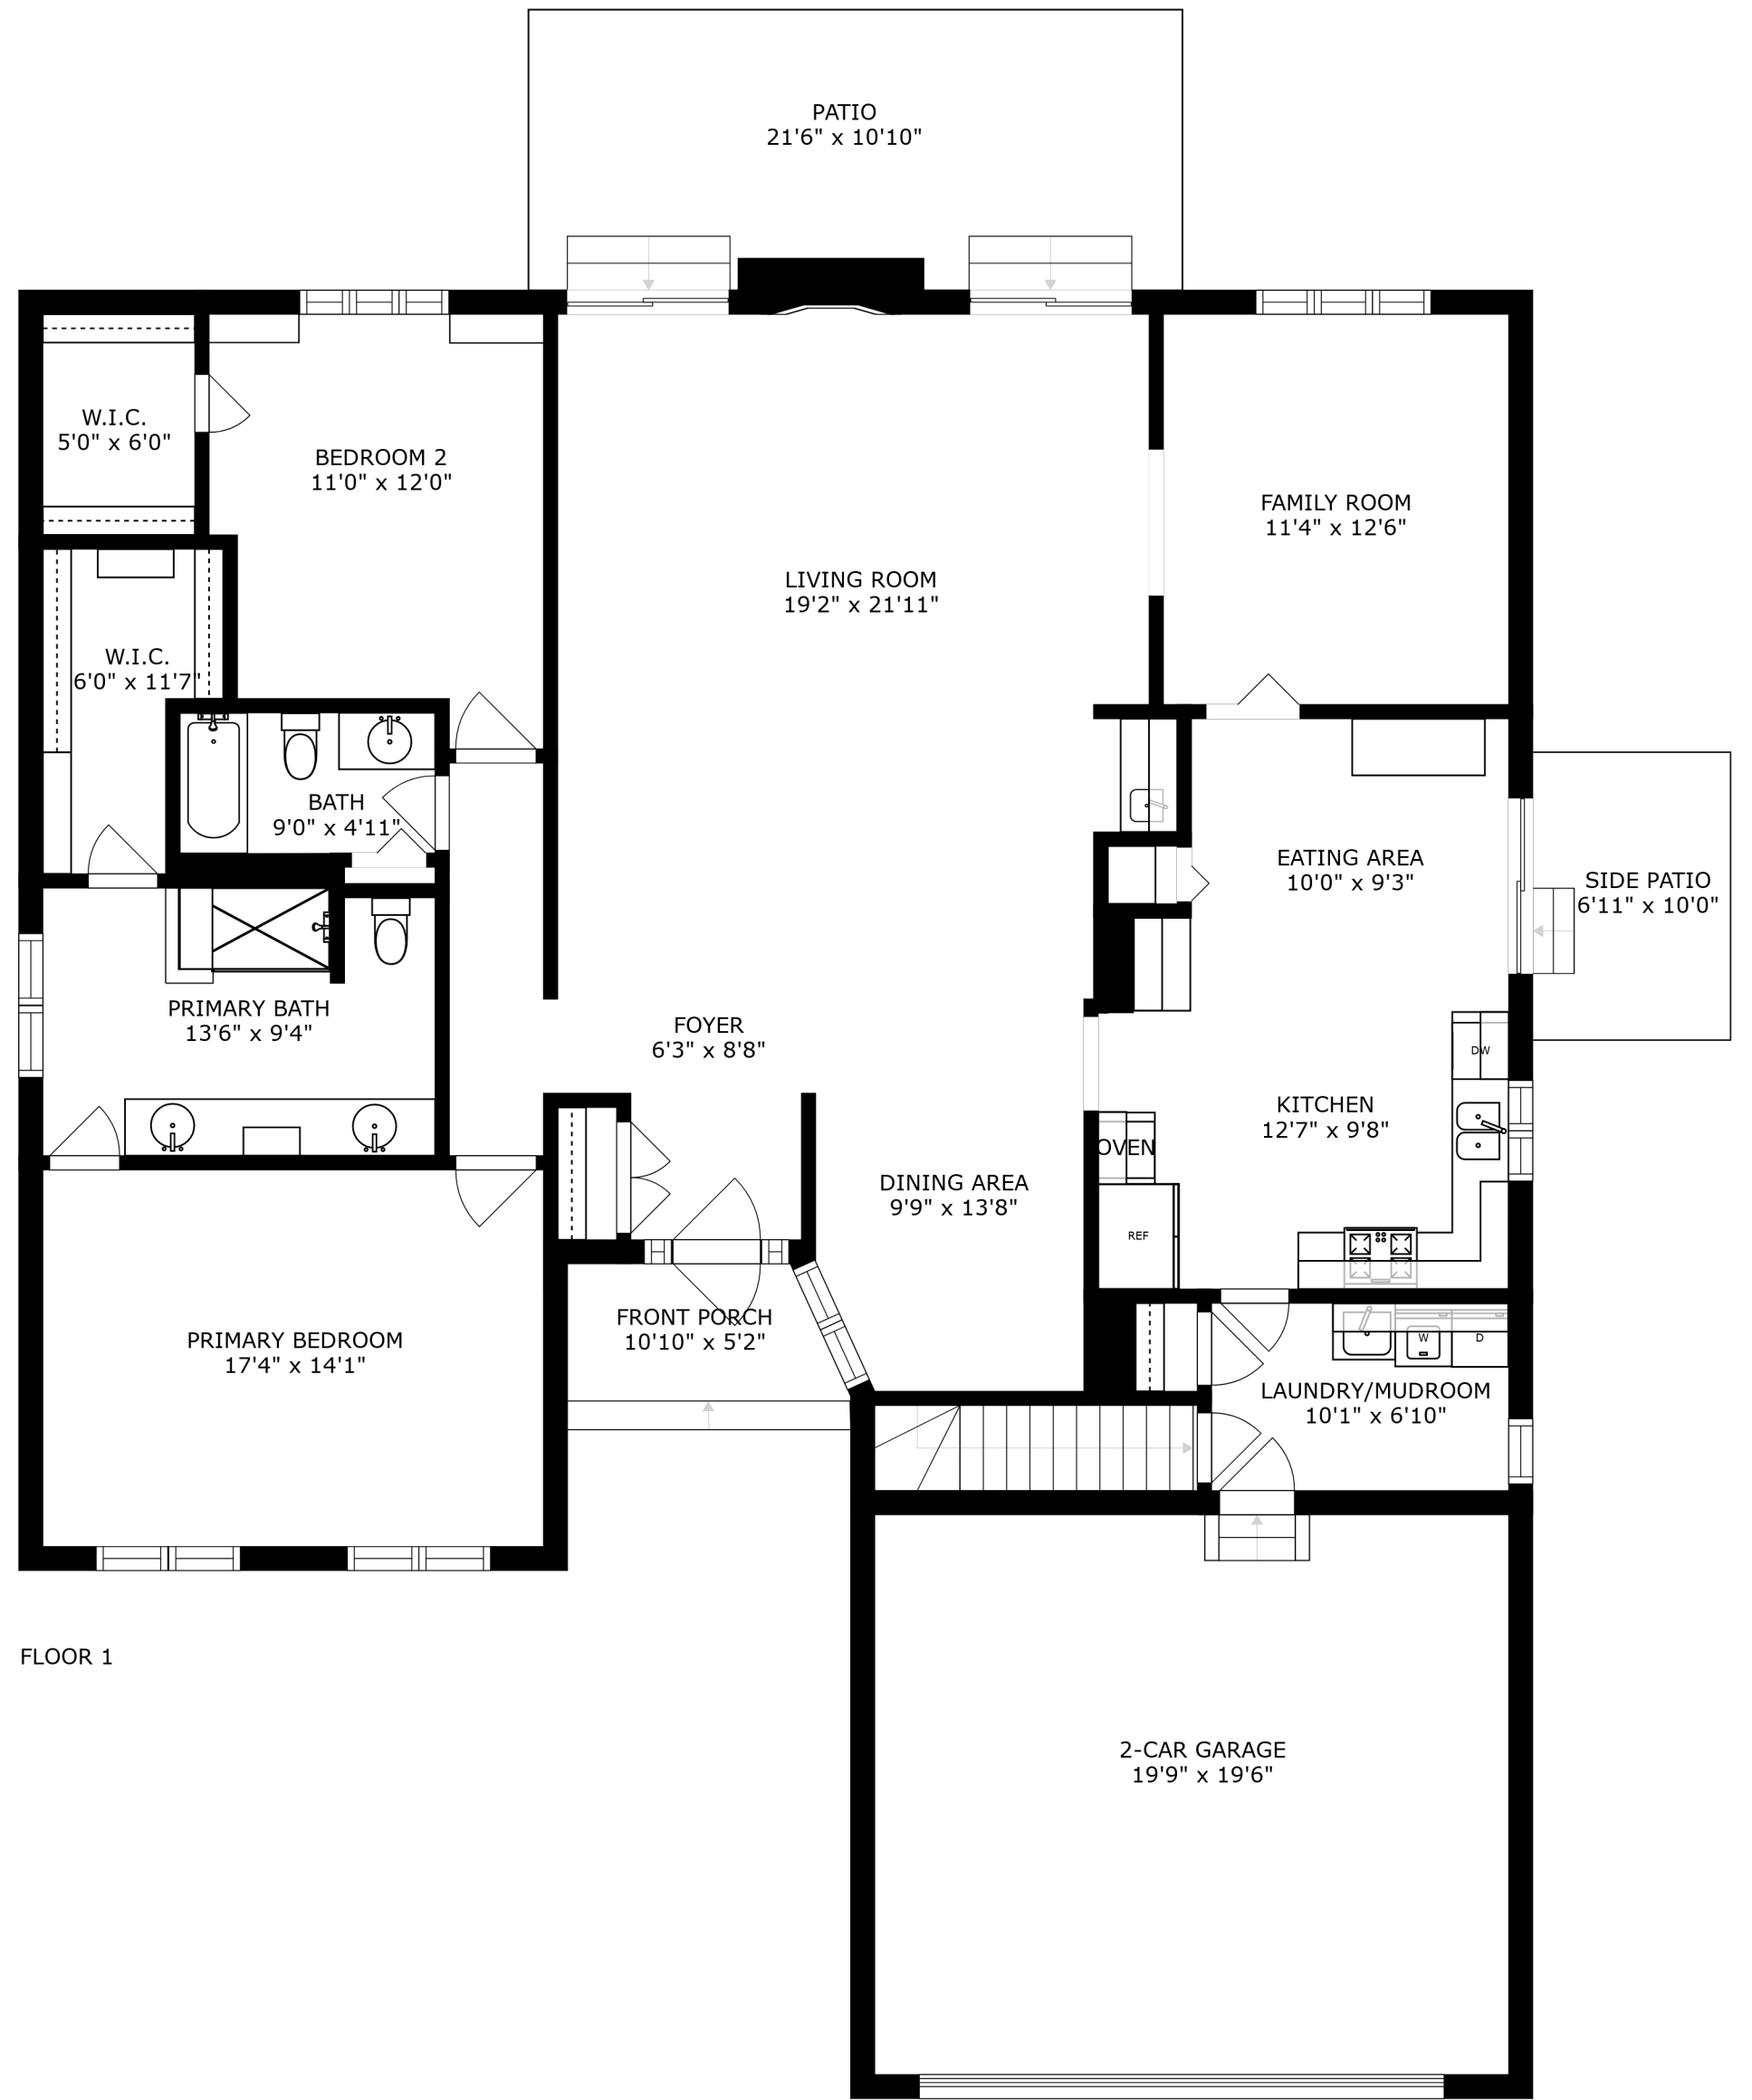 PATIO
21'6" x 10'10"
W.I.C.
5'0" x 6'0"
BEDROOM 2
11'0" x 12'0"
FAMILY ROOM
11'4" x 12'6"
LIVING ROOM
19'2" x 21'11"
W.I.C.
6'0" x 11'7"
BATH
9'0" x 4'11"
EATING AREA
10'0" x 9'3"
SIDE PATIO
6'11" x 10'0"
PRIMARY BATH
13'6" x 9'4"
FOYER
6'3" x 8'8"
DW
KITCHEN
12'7" x 9'8"
OVEN
DINING AREA
9'9" x 13'8"
REF
FRONT PORCH
10'10" x 5'2"
PRIMARY BEDROOM
17'4" x 14'1"
W
D
LAUNDRY/MUDROOM
10'1" x 6'10"
FLOOR 1
2-CAR GARAGE
19'9" x 19'6"